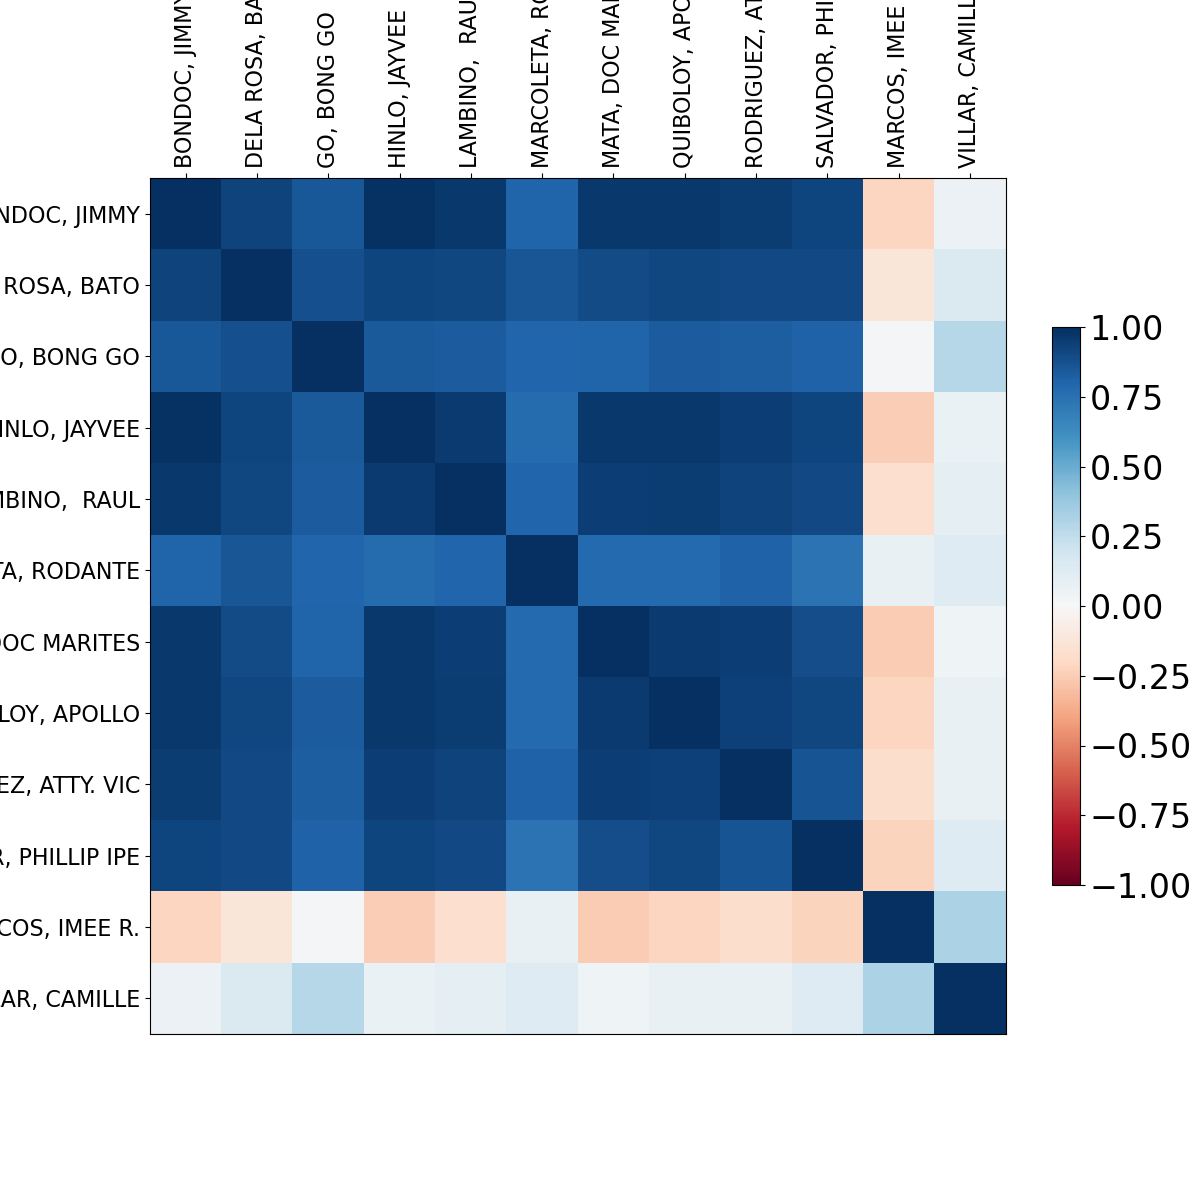 BONDOC, JIMMY
DELA ROSA, BA
GO, BONG GO
HINLO, JAYVEE
LAMBINO,  RAU
MARCOLETA, RO
MATA, DOC MAR
QUIBOLOY, APO
RODRIGUEZ, AT
SALVADOR, PHI
MARCOS, IMEE
VILLAR, CAMILL
NDOC, JIMMY
ROSA, BATO
O, BONG GO
INLO, JAYVEE
MBINO,  RAUL
TA, RODANTE
DOC MARITES
LOY, APOLLO
EZ, ATTY. VIC
R, PHILLIP IPE
COS, IMEE R.
AR, CAMILLE
1.00
0.75
0.50
0.25
0.00
−0.25
−0.50
−0.75
−1.00